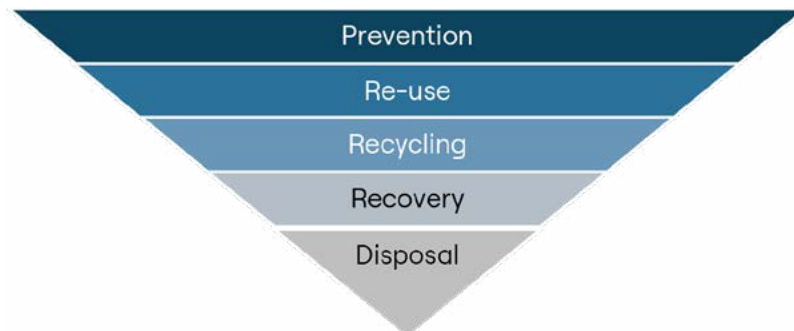 Prevention
Re-use
Recycling
Recovery
Disposal